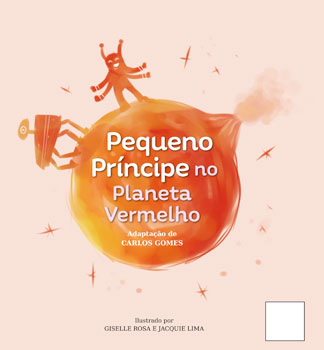 Pequeno
Príncipe no
Planeta
Vermelho
Adaptação de
CARLOS GOMES
Ilustrado por
GISELLE ROSA E JACQUIE LIMA